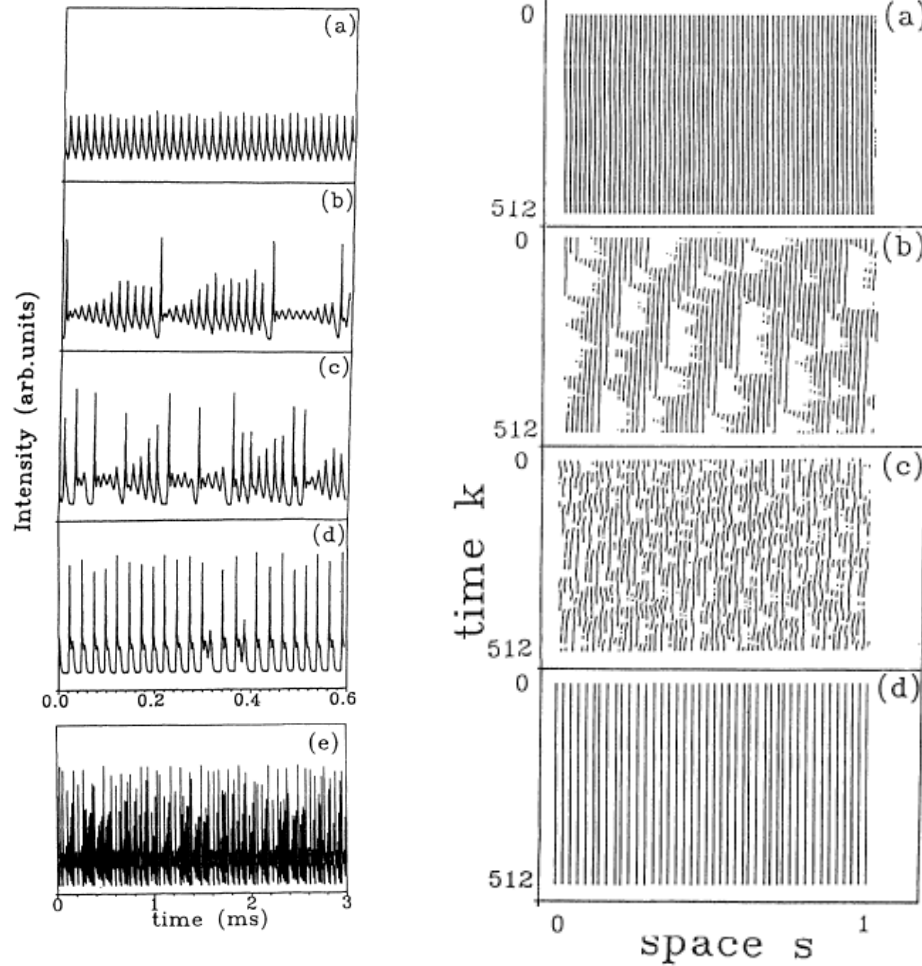 (a)
(b)
(c)
(d)
0.0 0.2 0.4 0.6
(e)
0 1 2 3
time (ms)
Intensity (arb.units)
0 (a)
512
0 (b)
512
0 (c)
512
0 (d)
512
0 1
space s
time k